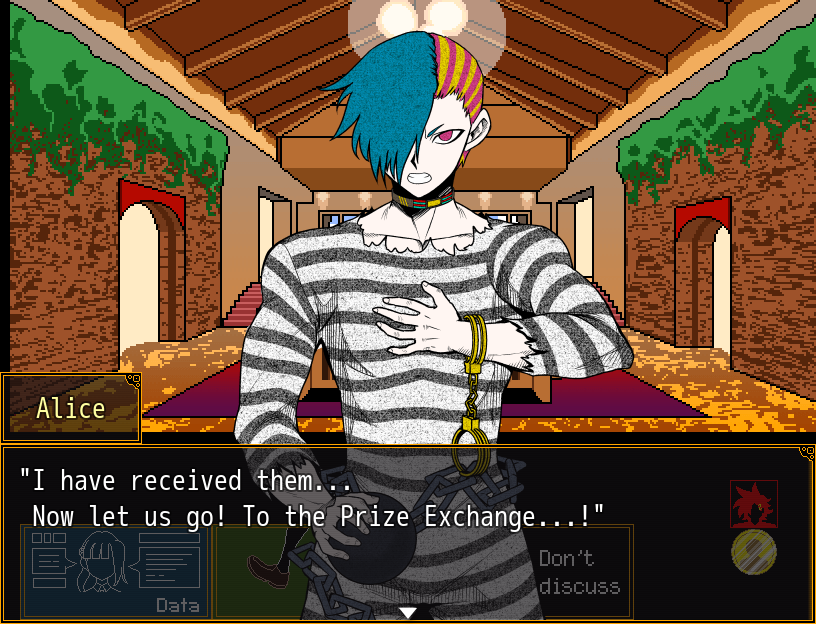 Alice
"I have received them...
Now let us go! To the Prize Exchange...!"
Data
Don't
discuss